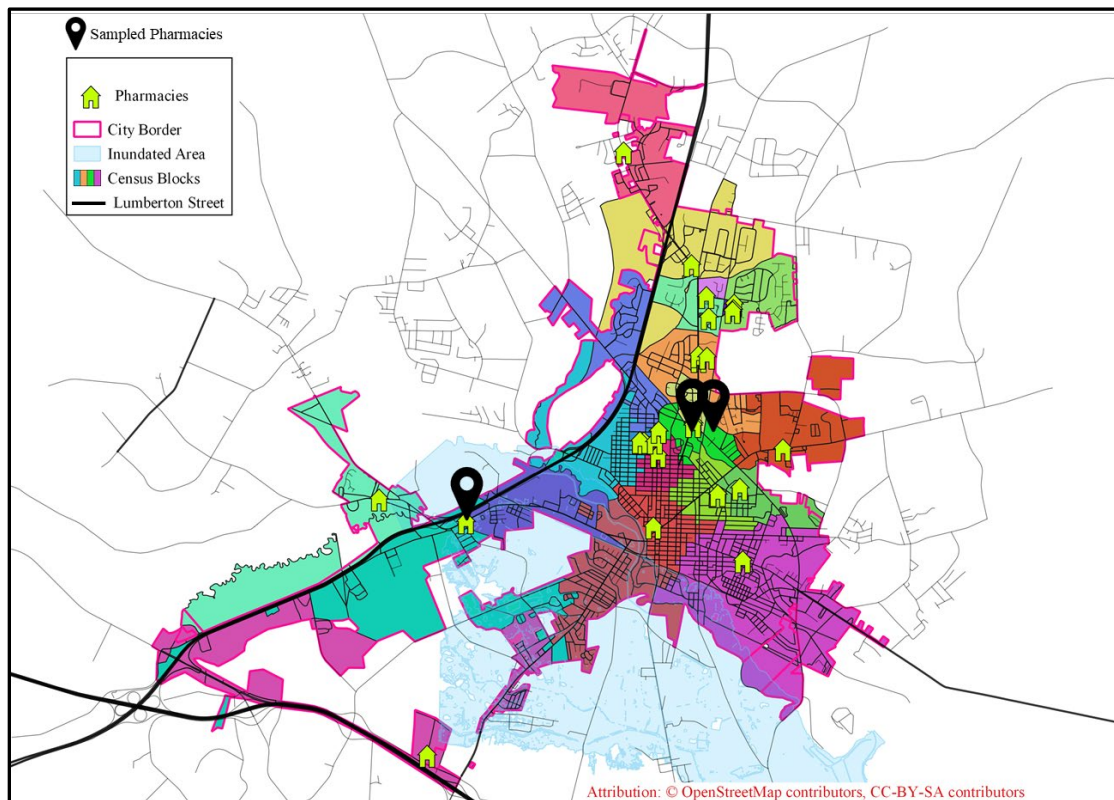 Sampled Pharmacies
Pharmacies
City Border
Inundated Area
Census Blocks
Lumberton Street
Attribution: © OpenStreetMap contributors, CC-BY-SA contributors